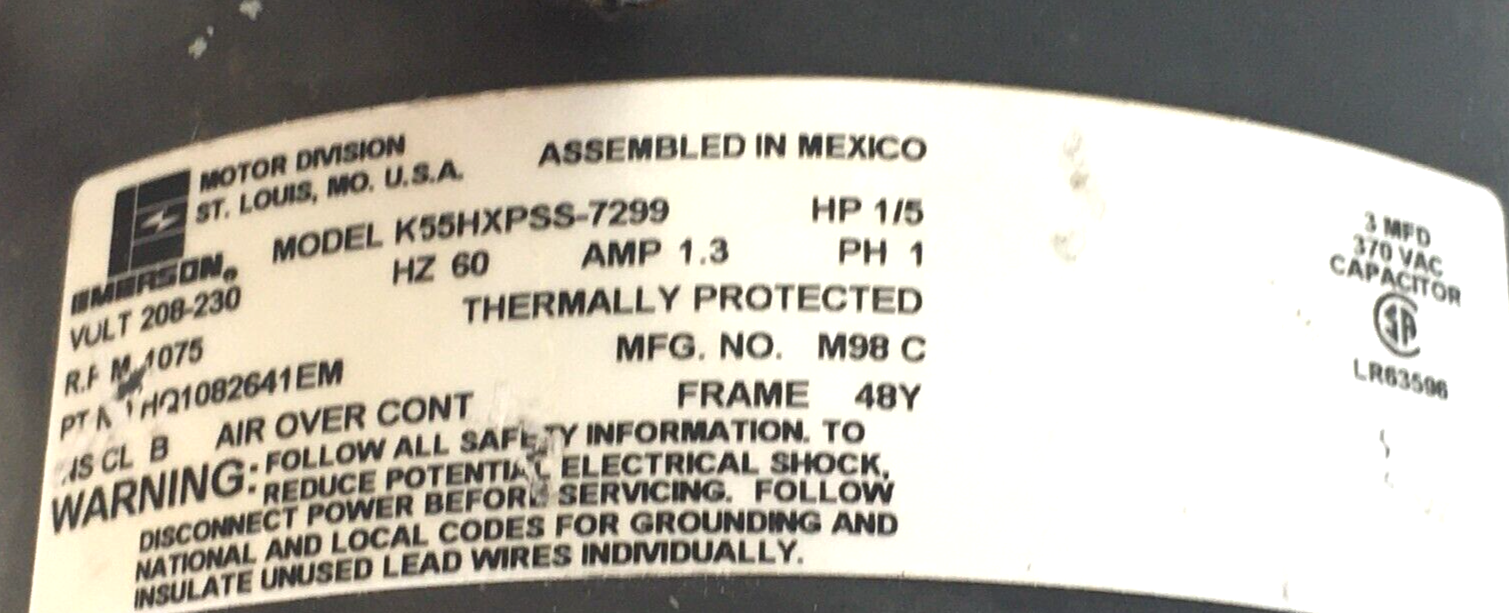 MOTOR DIVISION
ST. LOUIS, MO. U.S.A.
ASSEMBLED IN MEXICO
EMERSON®
MODEL K55HXPSS-7299 HP 1/5
VOLT 208-230 HZ 60 AMP 1.3 PH 1
R.P.M. 1075 THERMALLY PROTECTED
PT HQ1082641EM MFG. NO. M98 C
CL B AIR OVER CONT FRAME 48Y
WARNING: FOLLOW ALL SAFETY INFORMATION. TO
REDUCE POTENTIAL ELECTRICAL SHOCK,
DISCONNECT POWER BEFORE SERVICING. FOLLOW
NATIONAL AND LOCAL CODES FOR GROUNDING AND
INSULATE UNUSED LEAD WIRES INDIVIDUALLY.
3 MFD
370 VAC
CAPACITOR
SA
LR63596